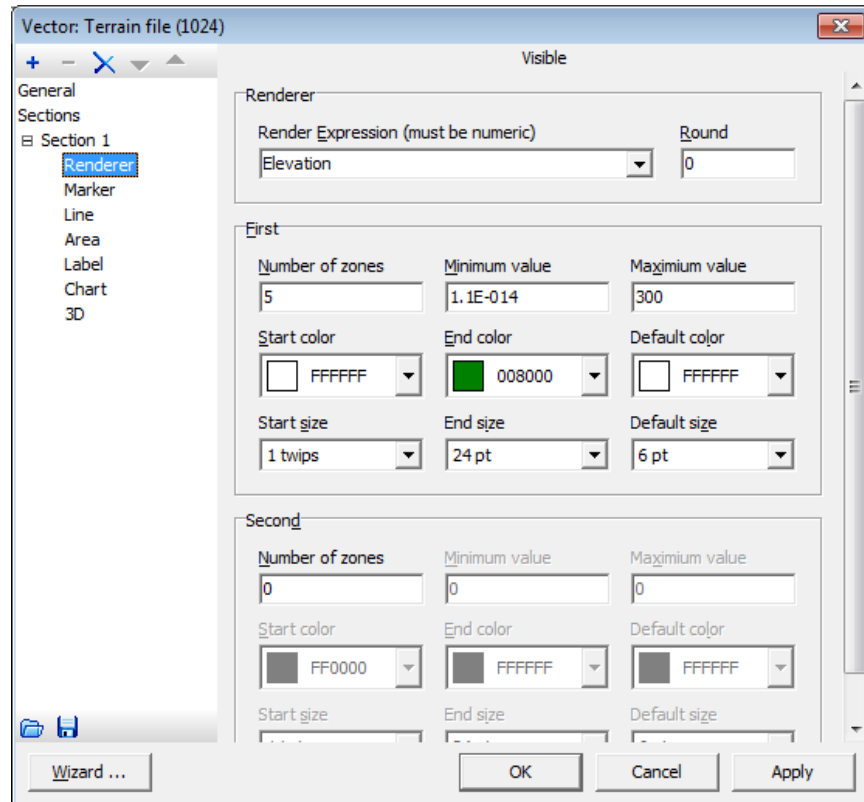 Vector: Terrain file (1024)
Visible
General
Sections
Section 1
Renderer
Marker
Line
Area
Label
Chart
3D
Renderer
Render Expression (must be numeric)
Round
Elevation
0
First
Number of zones
Minimum value
Maximium value
5
1.1E-014
300
Start color
End color
Default color
FFFFFF
008000
FFFFFF
Start size
End size
Default size
1 twips
24 pt
6 pt
Second
Number of zones
Minimum value
Maximium value
0
0
0
Start color
End color
Default color
FF0000
FFFFFF
FFFFFF
Start size
End size
Default size
Wizard ...
OK
Cancel
Apply